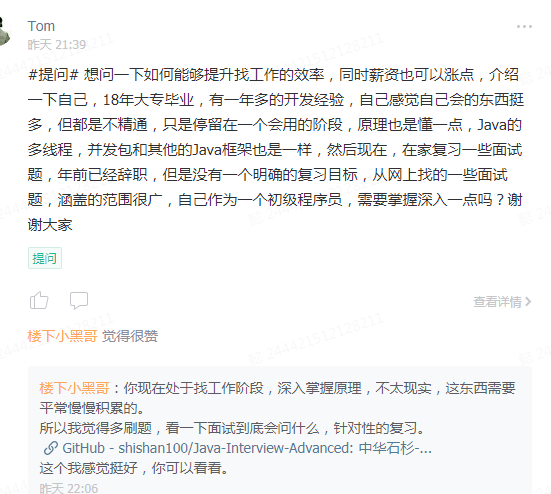 Tom
昨天 21:39
#提问# 想问一下如何能够提升找工作的效率，同时薪资也可以涨点，介绍
一下自己，18年大专毕业，有一年多的开发经验，自己感觉自己会的东西挺
多，但都是不精通，只是停留在一个会用的阶段，原理也是懂一点，Java的
多线程，并发包和其他的Java框架也是一样，然后现在，在家复习一些面试
题，年前已经辞职，但是没有一个明确的复习目标，从网上找的一些面试
题，涵盖的范围很广，自己作为一个初级程序员，需要掌握深入一点吗？谢
谢大家
提问
查看详情
楼下小黑哥 觉得很赞
楼下小黑哥：你现在处于找工作阶段，深入掌握原理，不太现实，这东西需要
平常慢慢积累的。
所以我觉得多刷题，看一下面试到底会问什么，针对性的复习。
GitHub - shishan100/Java-Interview-Advanced: 中华石杉-...
这个我感觉挺好，你可以看看。
昨天 22:06